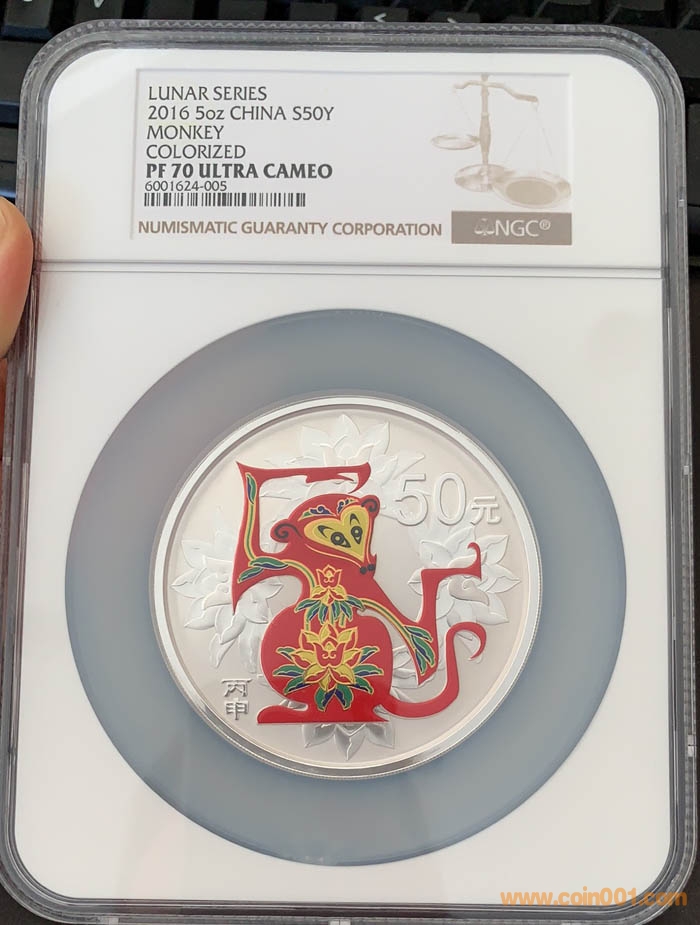 LUNAR SERIES
2016 5oz CHINA S50Y
MONKEY
COLORIZED
PF 70 ULTRA CAMEO
6001624-005
NUMISMATIC GUARANTY CORPORATION
NGC®
50元
丙
申
www.coin001.com